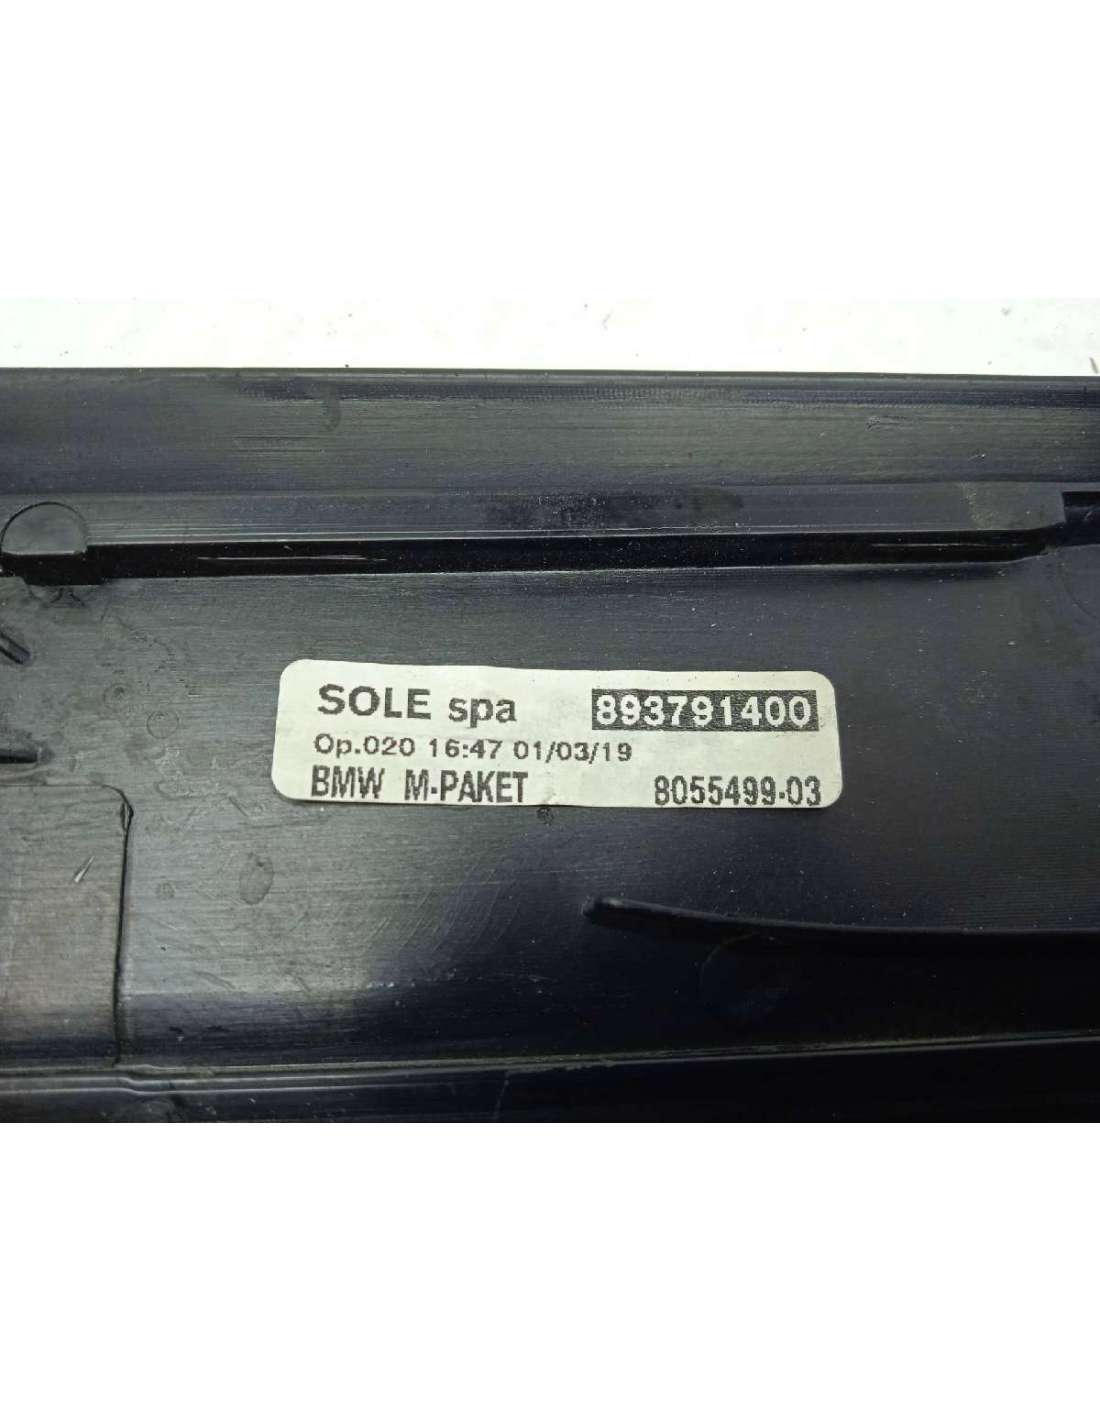 SOLE spa 893791400
Op.020 16:47 01/03/19
BMW M-PAKET 8055499-03